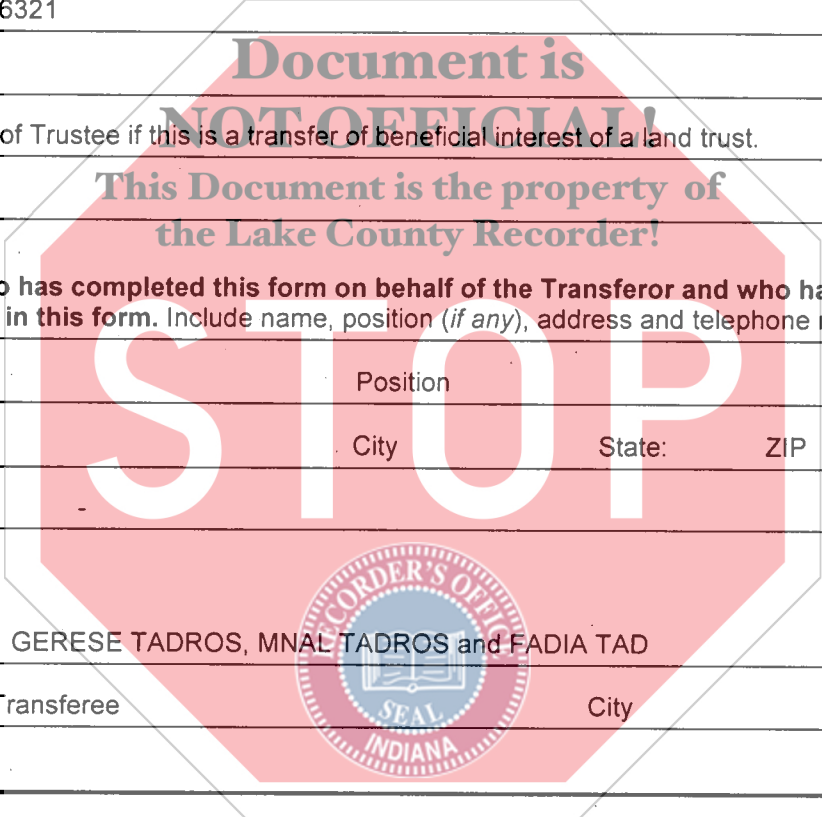 6321
Document is
NOT OFFICIAL!
of Trustee if this is a transfer of beneficial interest of a land trust.
This Document is the property of
the Lake County Recorder!
has completed this form on behalf of the Transferor and who
in this form. Include name, position (if any), address and telephone
STOP
Position
City State: ZIP
-
RECORDER'S OFFICE
GERESE TADROS, MNAL TADROS and FADIA TAD
Transferee City
SEAL
INDIANA